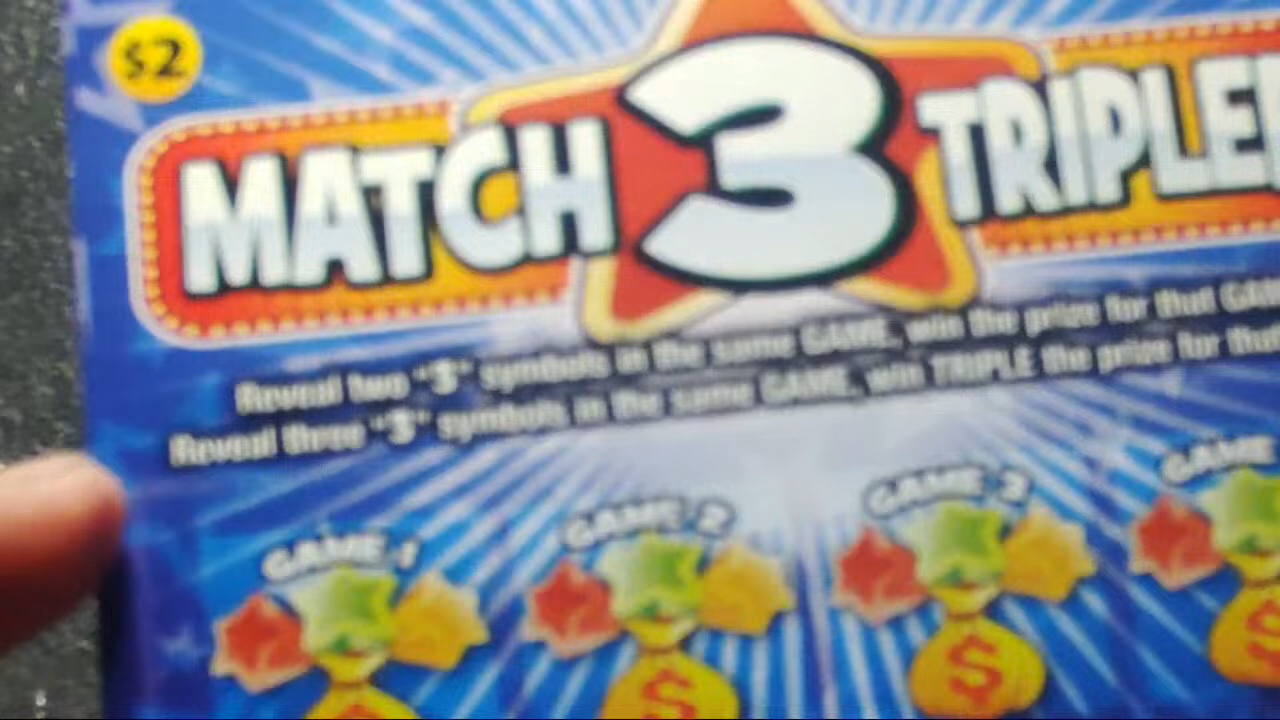 $2
MATCH 3 TRIPLE
Reveal two "3" symbols in the same GAME, win the prize for that
Reveal three "3" symbols in the same GAME, win TRIPLE the prize for that
GAME 1
GAME 2
GAME 3
GAME
$ $ $ $